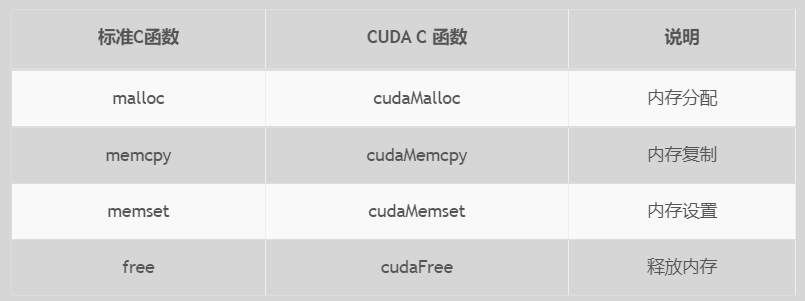 标准C函数 CUDA C 函数 说明
malloc cudaMalloc 内存分配
memcpy cudaMemcpy 内存复制
memset cudaMemset 内存设置
free cudaFree 释放内存